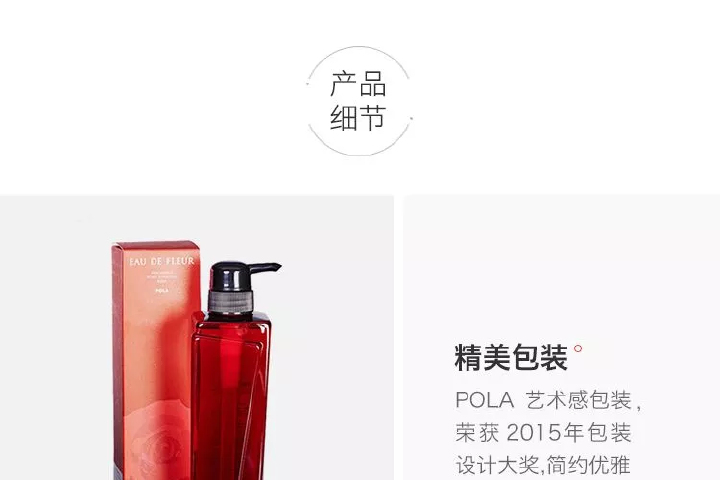 产品
细节
EAU DE FLEUR
POLA
精美包装
POLA 艺术感包装,
荣获2015年包装
设计大奖,简约优雅